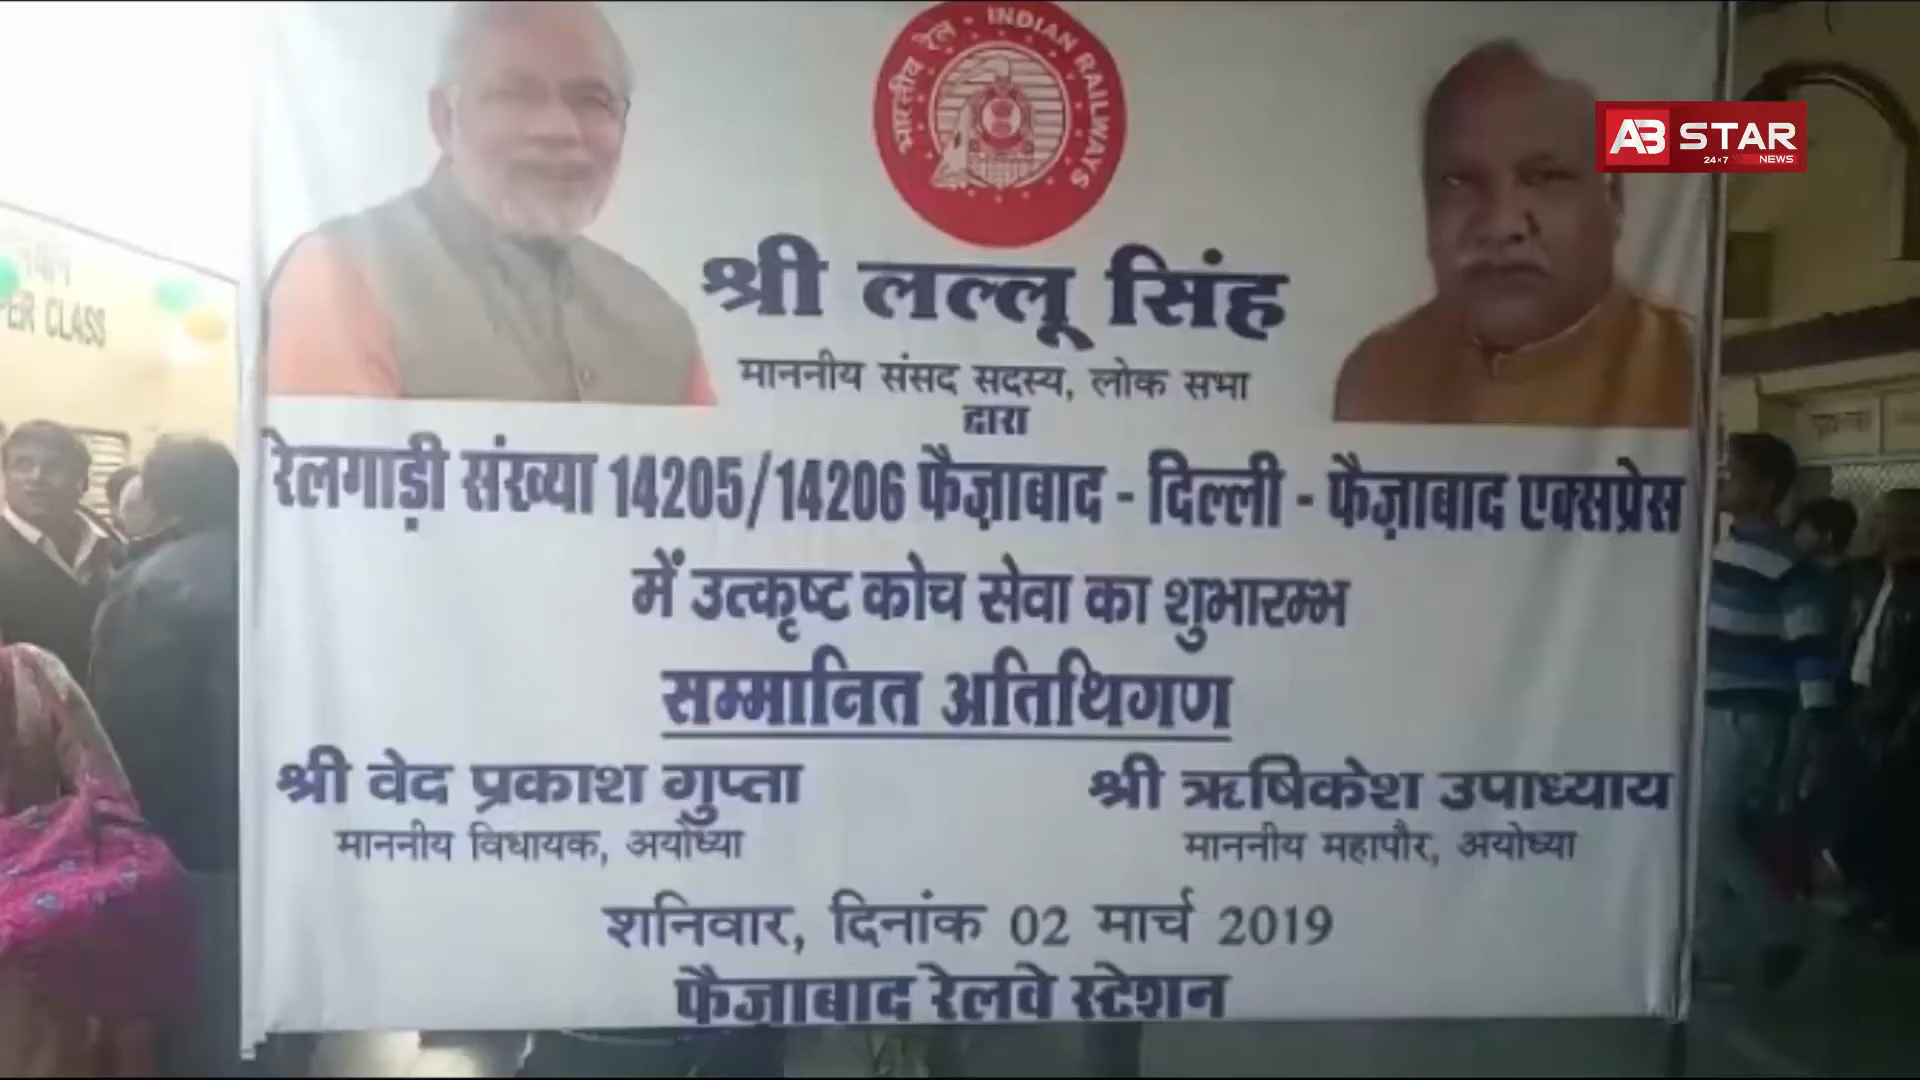 भारतीय रेल • INDIAN RAILWAYS
AB STAR
24×7 NEWS
श्री लल्लू सिंह
माननीय संसद सदस्य, लोक सभा
द्वारा
रेलगाड़ी संख्या 14205/14206 फैज़ाबाद - दिल्ली - फैज़ाबाद एक्सप्रेस
में उत्कृष्ट कोच सेवा का शुभारम्भ
सम्मानित अतिथिगण
श्री वेद प्रकाश गुप्ता श्री ऋषिकेश उपाध्याय
माननीय विधायक, अयोध्या माननीय महापौर, अयोध्या
शनिवार, दिनांक 02 मार्च 2019
फैजाबाद रेलवे स्टेशन
CLASS